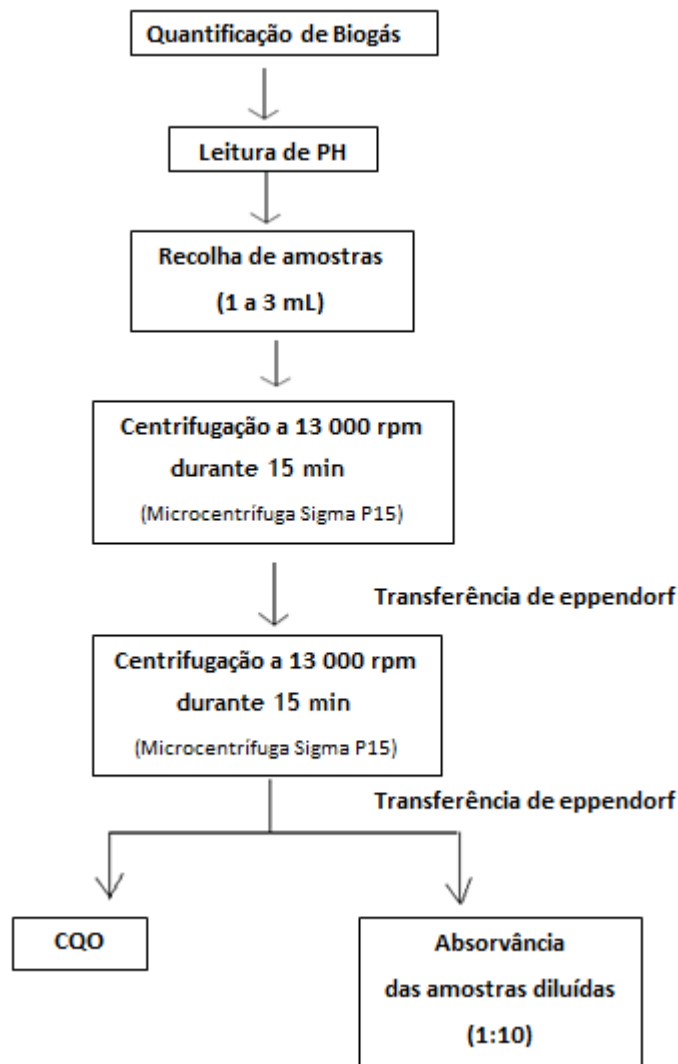 Quantificação de Biogás
Leitura de PH
Recolha de amostras
(1 a 3 mL)
Centrifugação a 13 000 rpm
durante 15 min
(Microcentrífuga Sigma P15)
Transferência de eppendorf
Centrifugação a 13 000 rpm
durante 15 min
(Microcentrífuga Sigma P15)
Transferência de eppendorf
CQO
Absorvância
das amostras diluídas
(1:10)